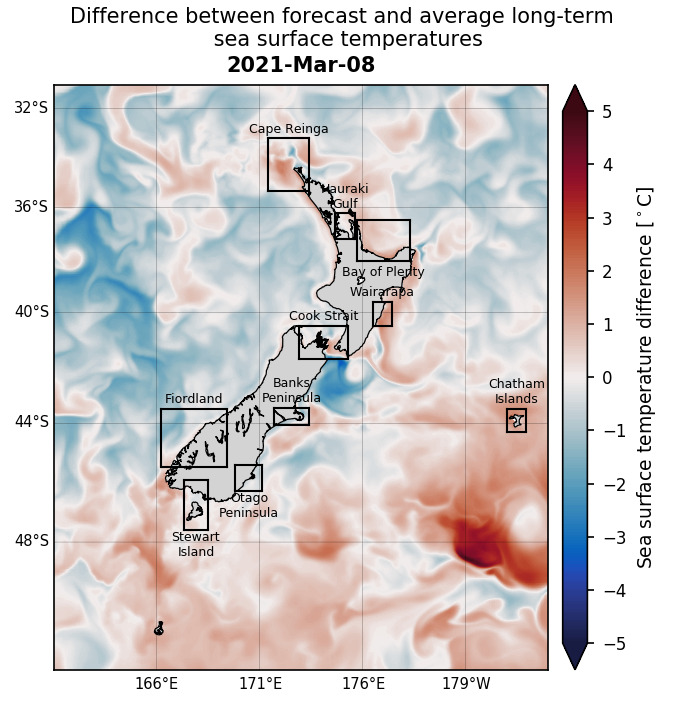 Difference between forecast and average long-term
sea surface temperatures
2021-Mar-08
32°S
36°S
40°S
44°S
48°S
Cape Reinga
Hauraki
Gulf
Bay of Plenty
Wairarapa
Cook Strait
Banks
Peninsula
Fiordland
Chatham
Islands
Otago
Peninsula
Stewart
Island
166°E
171°E
176°E
179°W
5
4
3
2
1
0
−1
−2
−3
−4
−5
Sea surface temperature difference [°C]